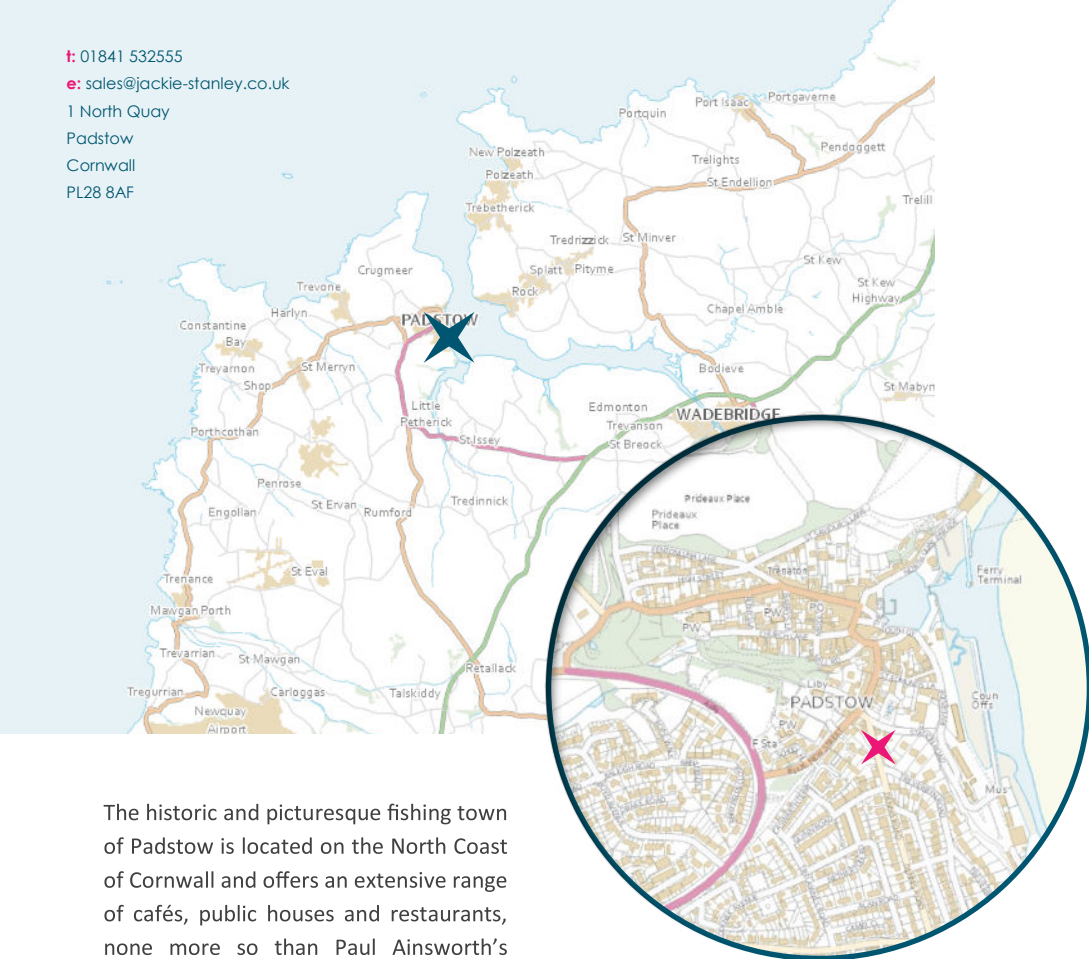 t: 01841 532555
e: sales@jackie-stanley.co.uk
1 North Quay
Padstow
Cornwall
PL28 8AF
Port Isaac
Portgaverne
Portquin
Pendoggett
New Polzeath
Polzeath
Trelights
St Endellion
Trebetherick
Trelill
Tredrizzick
St Minver
Crugmeer
Splatt
Pityme
St Kew
Trevone
Rock
St Kew
Highway
Harlyn
PADSTOW
Chapel Amble
Constantine
Bay
Treyarnon
St Merryn
Bodieve
Shop
St Mabyn
Little
Petherick
Edmonton
WADEBRIDGE
Trevanson
Porthcothan
St Issey
St Breock
Penrose
Engollan
St Ervan
Rumford
Tredinnick
Trenance
St Eval
Mawgan Porth
Trevarrian
St Mawgan
Retallack
Tregurrian
Carloggas
Talskiddy
Newquay
Airport
Prideaux Place
Prideaux
Place
Trenaton
Ferry
Terminal
PW
PO
PW
Liby
PADSTOW
Coun
Offs
PW
F Sta
Mus
The historic and picturesque fishing town
of Padstow is located on the North Coast
of Cornwall and offers an extensive range
of cafés, public houses and restaurants,
none more so than Paul Ainsworth’s